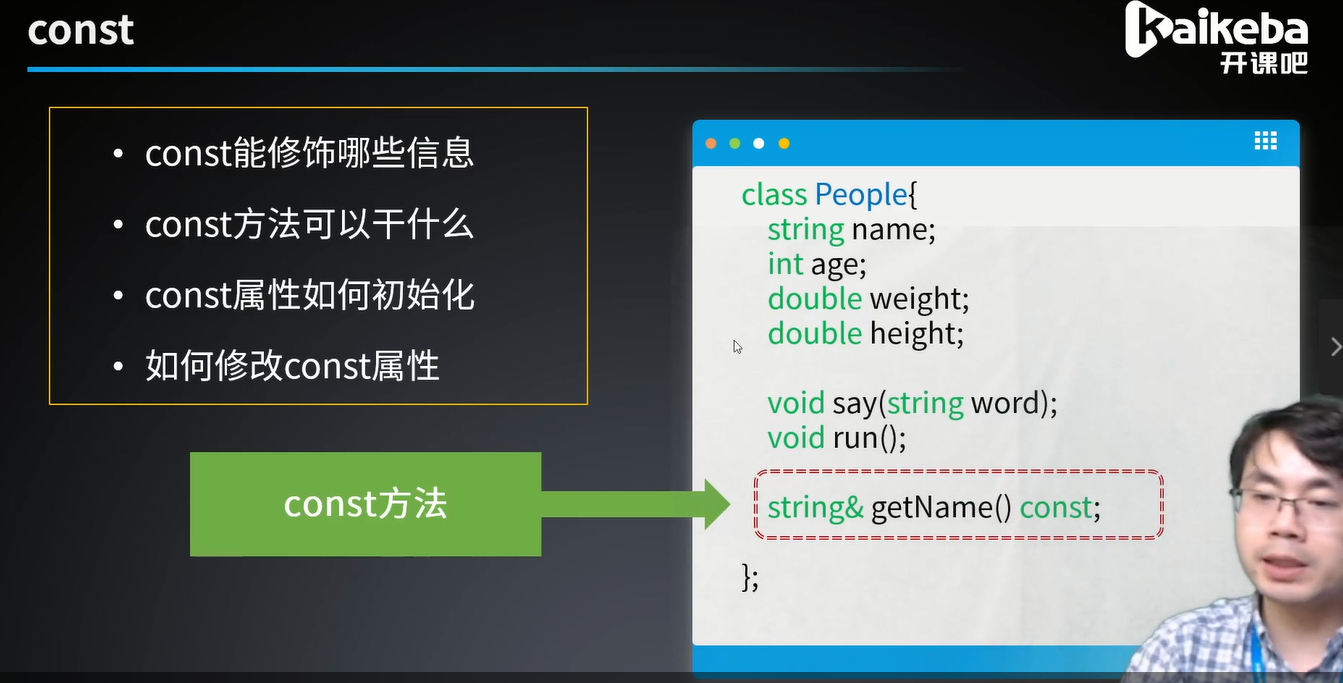 const
Kaikeba
开课吧
• const能修饰哪些信息
• const方法可以干什么
• const属性如何初始化
• 如何修改const属性
const方法
class People{
string name;
int age;
double weight;
double height;
void say(string word);
void run();
string& getName() const;
};